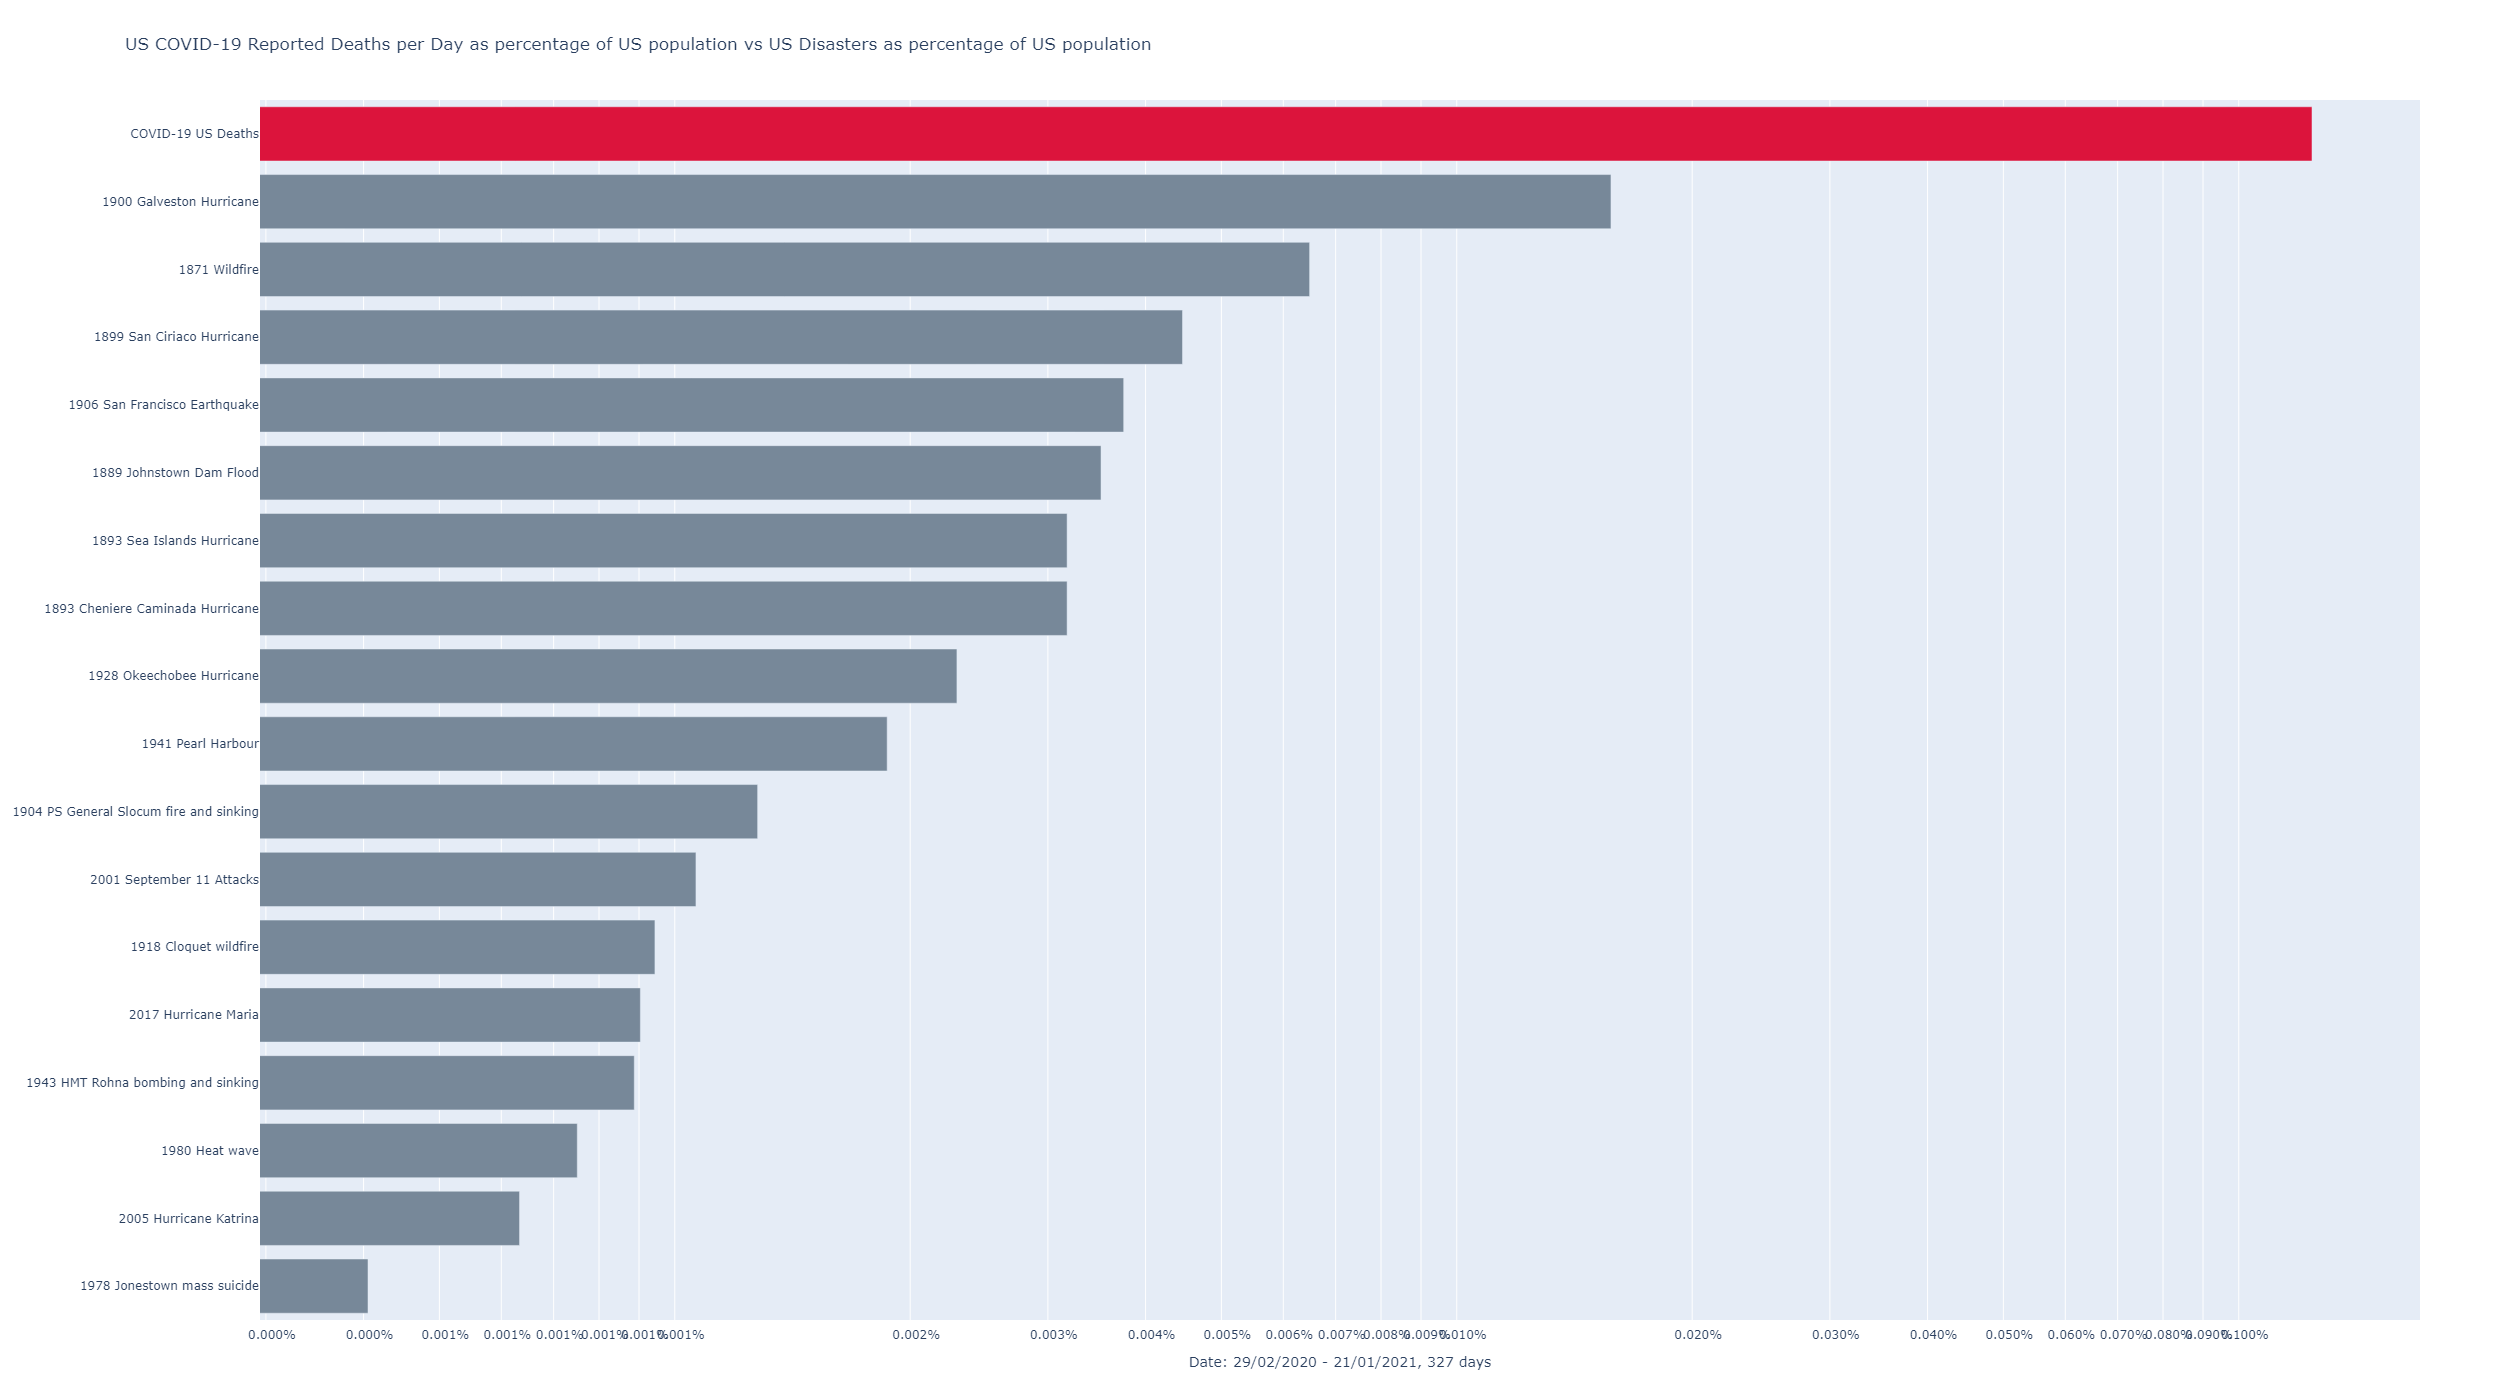 US COVID-19 Reported Deaths per Day as percentage of US population vs US Disasters as percentage of US population
COVID-19 US Deaths
1900 Galveston Hurricane
1871 Wildfire
1899 San Ciriaco Hurricane
1906 San Francisco Earthquake
1889 Johnstown Dam Flood
1893 Sea Islands Hurricane
1893 Cheniere Caminada Hurricane
1928 Okeechobee Hurricane
1941 Pearl Harbour
1904 PS General Slocum fire and sinking
2001 September 11 Attacks
1918 Cloquet wildfire
2017 Hurricane Maria
1943 HMT Rohna bombing and sinking
1980 Heat wave
2005 Hurricane Katrina
1978 Jonestown mass suicide
0.000% 0.000% 0.001% 0.001% 0.001% 0.001% 0.001% 0.001% 0.002% 0.003% 0.004% 0.005% 0.006% 0.007% 0.008% 0.009% 0.010% 0.020% 0.030% 0.040% 0.050% 0.060% 0.070% 0.080% 0.090% 0.100%
Date: 29/02/2020 - 21/01/2021, 327 days